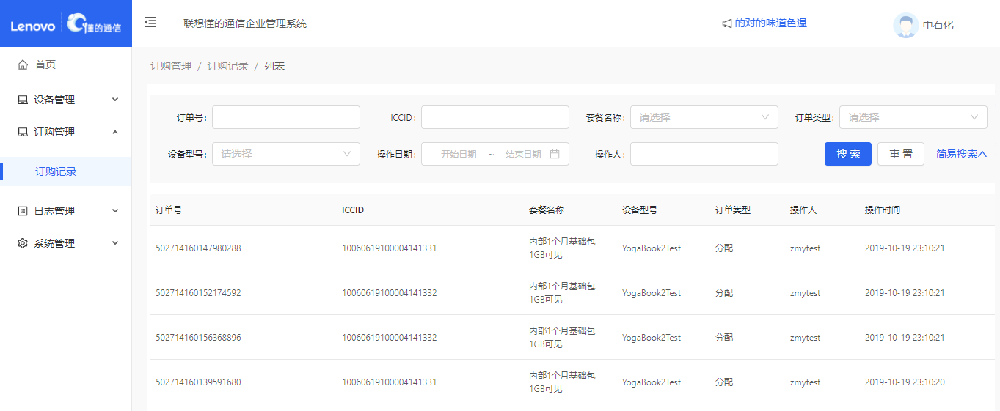 Lenovo 懂的通信
联想懂的通信企业管理系统
的对的味道色温
中石化
首页
设备管理
订购管理
订购记录
日志管理
系统管理
订购管理 / 订购记录 / 列表
订单号:
ICCID:
套餐名称: 请选择
订单类型: 请选择
设备型号: 请选择
操作日期: 开始日期 ~ 结束日期
操作人:
搜 索
重 置
简易搜索
订单号 ICCID 套餐名称 设备型号 订单类型 操作人 操作时间
502714160147980288 10060619100004141331 内部1个月基础包 YogaBook2Test 分配 zmytest 2019-10-19 23:10:21
1GB可见
502714160152174592 10060619100004141332 内部1个月基础包 YogaBook2Test 分配 zmytest 2019-10-19 23:10:21
1GB可见
502714160156368896 10060619100004141332 内部1个月基础包 YogaBook2Test 分配 zmytest 2019-10-19 23:10:21
1GB可见
502714160139591680 10060619100004141331 内部1个月基础包 YogaBook2Test 分配 zmytest 2019-10-19 23:10:20
1GB可见